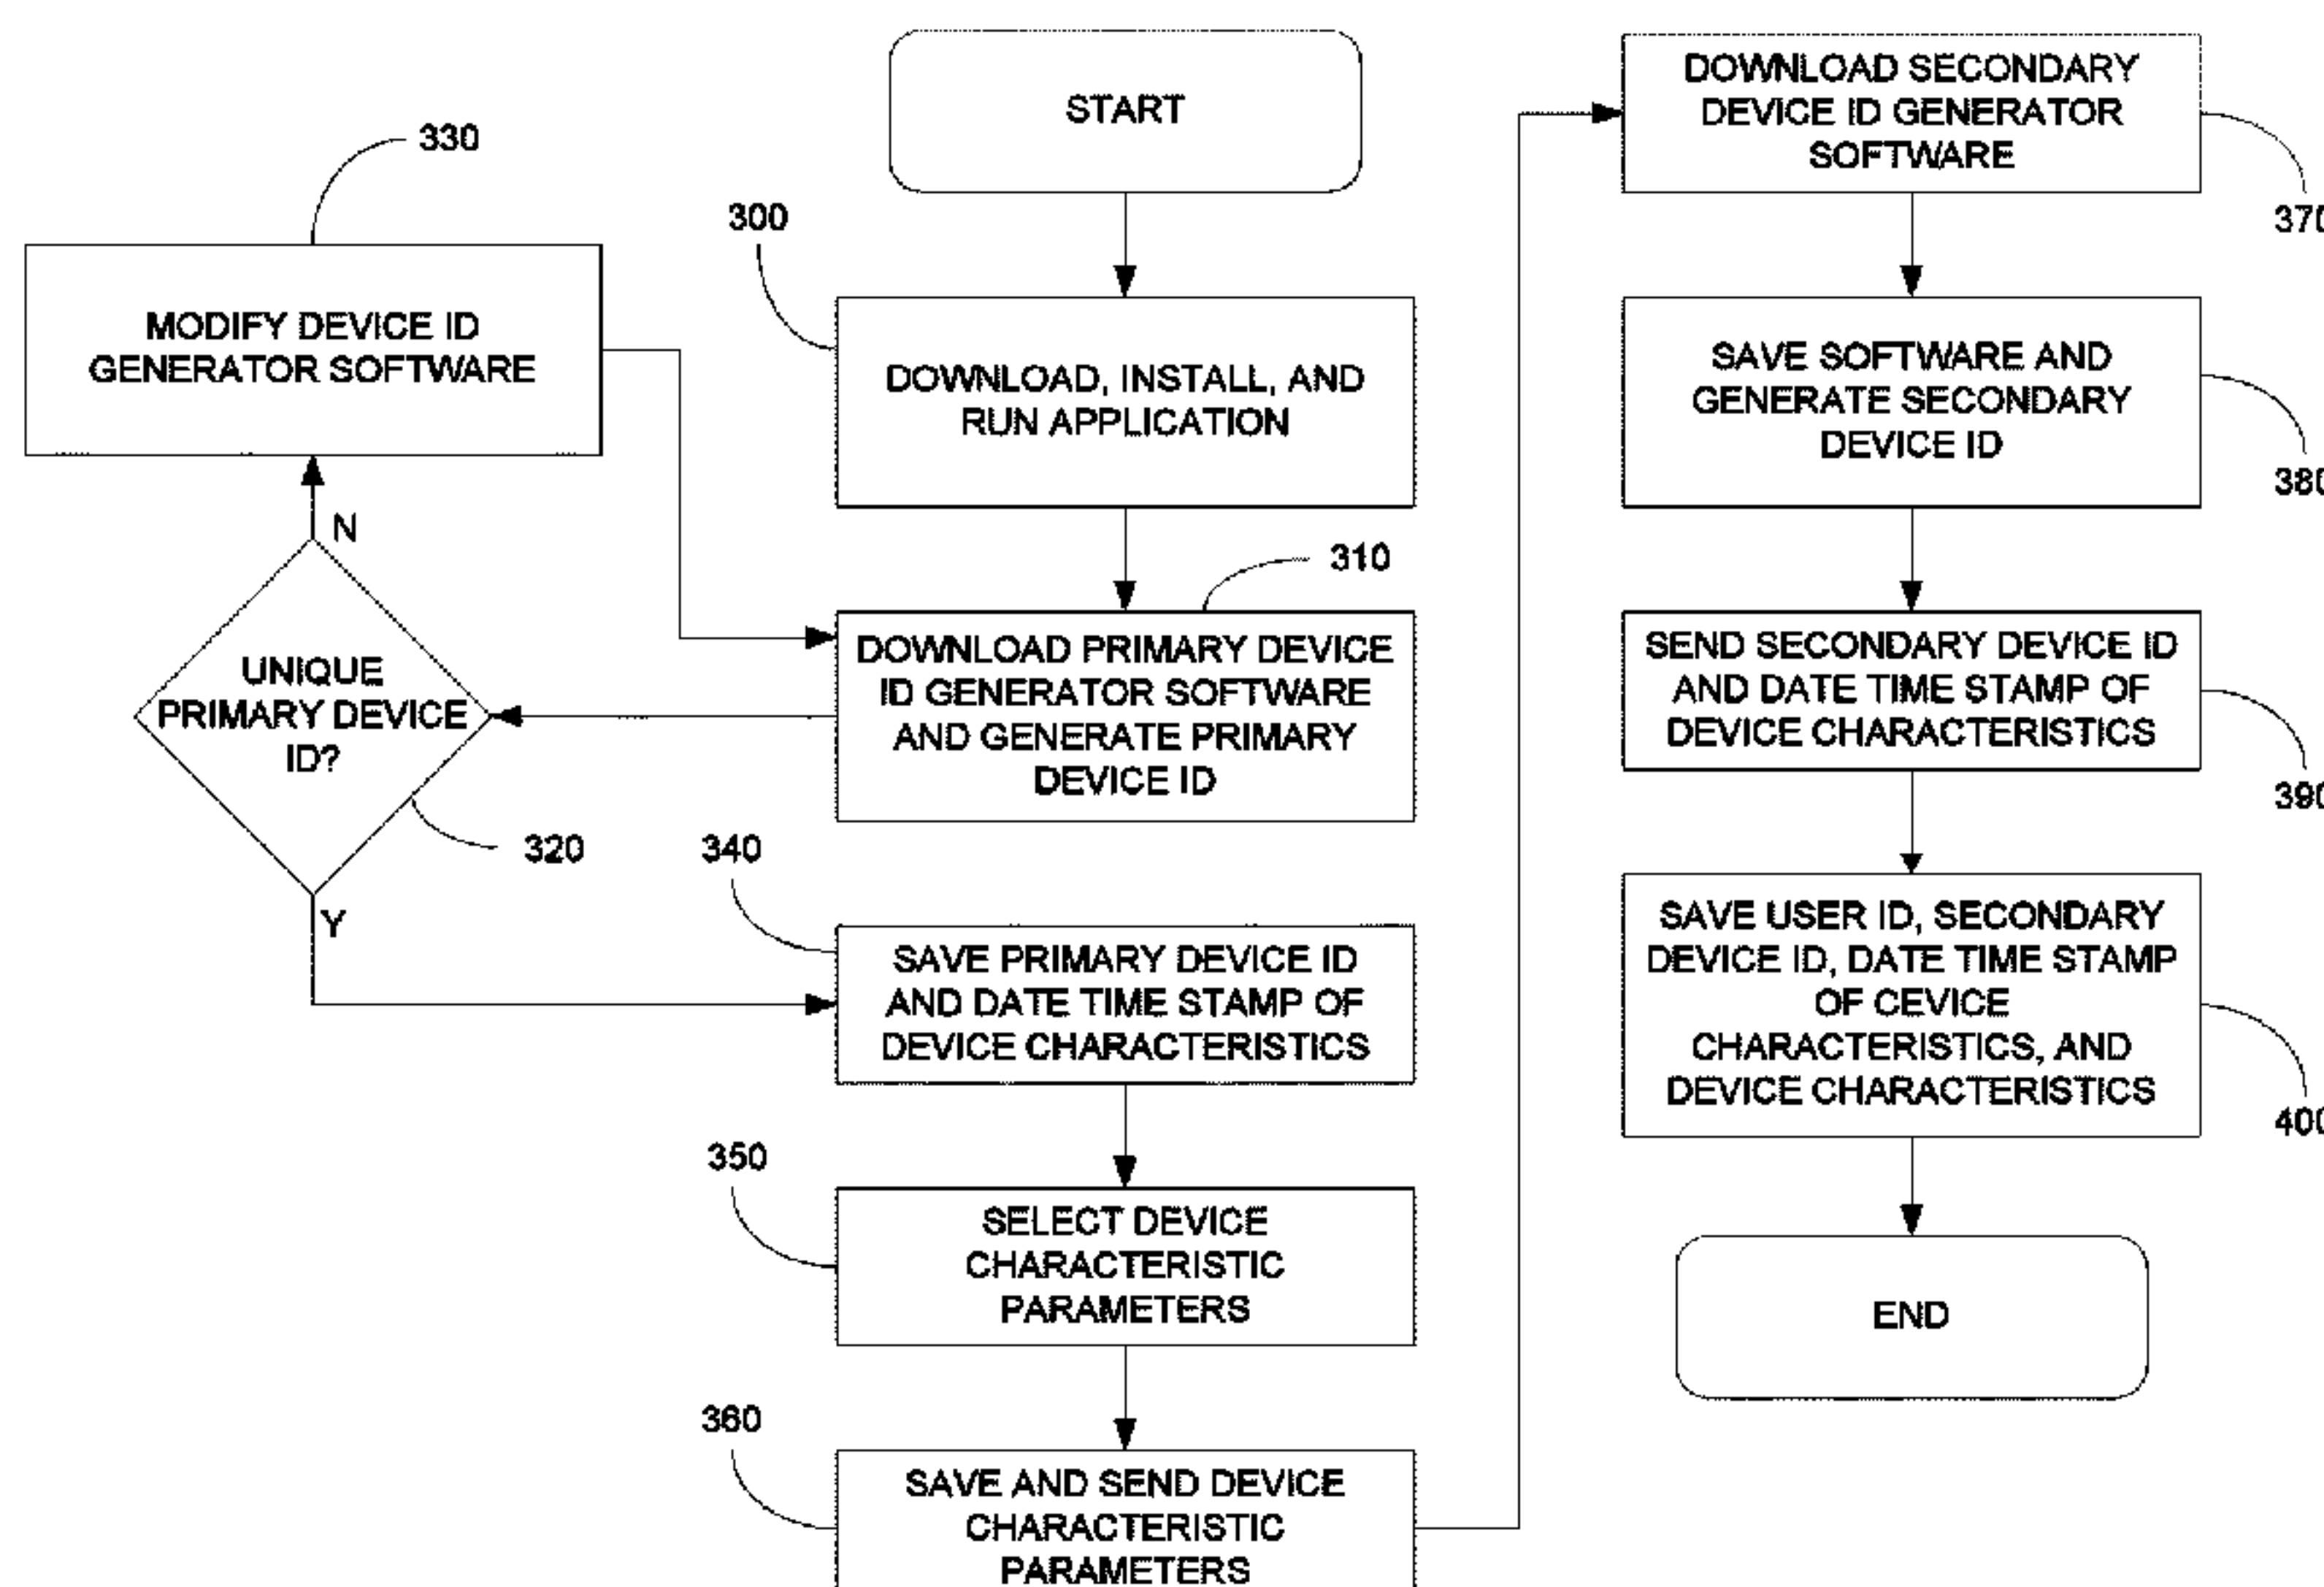 START
300
DOWNLOAD, INSTALL, AND
RUN APPLICATION
310
DOWNLOAD PRIMARY DEVICE
ID GENERATOR SOFTWARE
AND GENERATE PRIMARY
DEVICE ID
UNIQUE
PRIMARY DEVICE
ID?
320
N
330
MODIFY DEVICE ID
GENERATOR SOFTWARE
Y
340
SAVE PRIMARY DEVICE ID
AND DATE TIME STAMP OF
DEVICE CHARACTERISTICS
350
SELECT DEVICE
CHARACTERISTIC
PARAMETERS
360
SAVE AND SEND DEVICE
CHARACTERISTIC
PARAMETERS
DOWNLOAD SECONDARY
DEVICE ID GENERATOR
SOFTWARE
370
SAVE SOFTWARE AND
GENERATE SECONDARY
DEVICE ID
380
SEND SECONDARY DEVICE ID
AND DATE TIME STAMP OF
DEVICE CHARACTERISTICS
390
SAVE USER ID, SECONDARY
DEVICE ID, DATE TIME STAMP
OF CEVICE
CHARACTERISTICS, AND
DEVICE CHARACTERISTICS
400
END